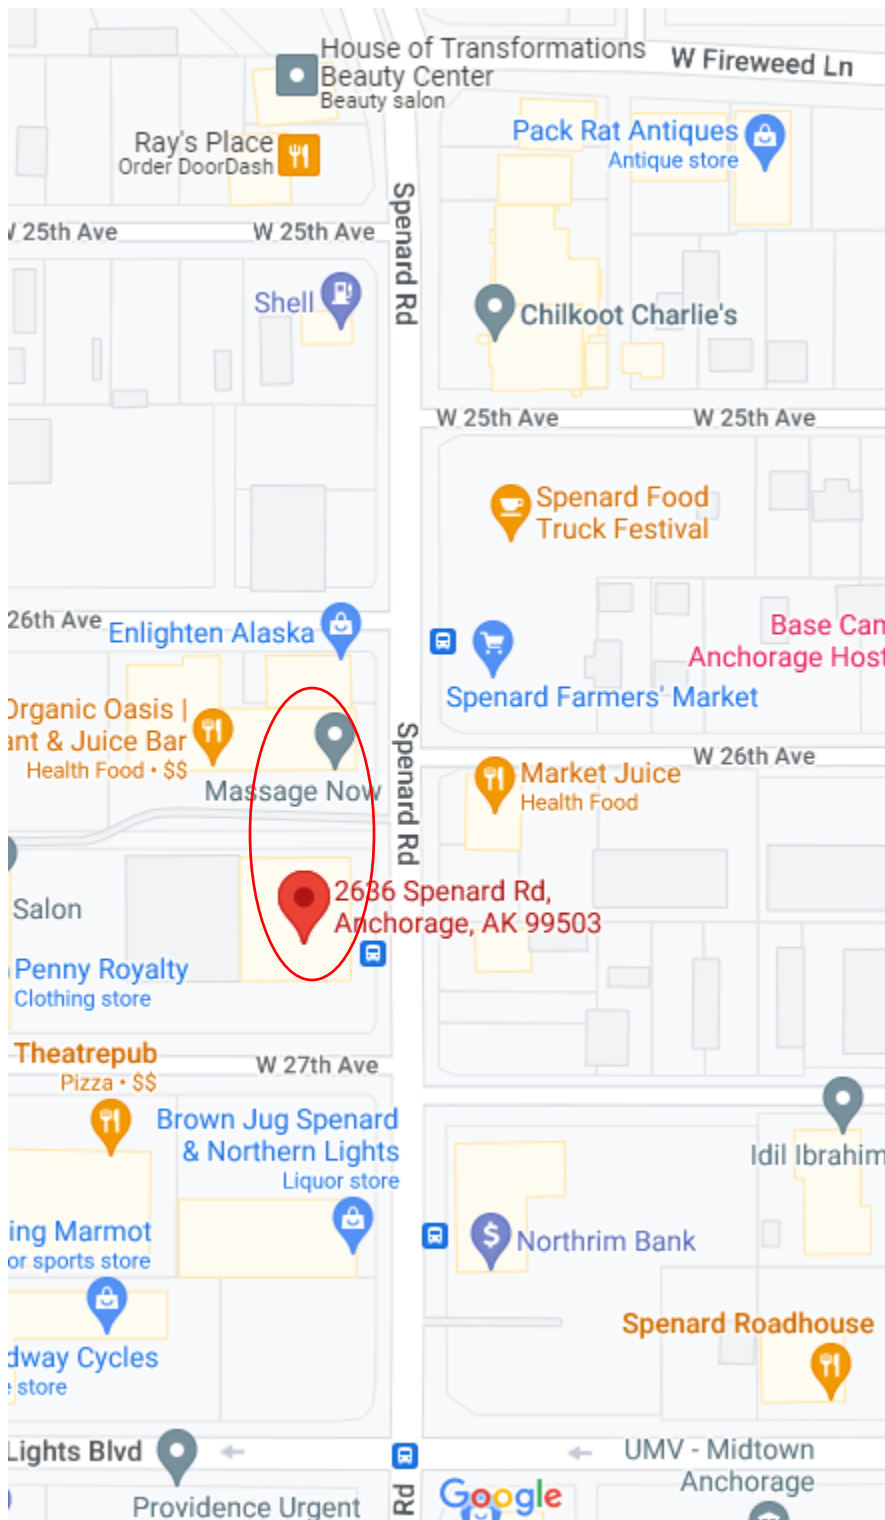 House of Transformations
Beauty Center
Beauty salon
W Fireweed Ln
Pack Rat Antiques
Antique store
Ray's Place
Order DoorDash
Spenard Rd
W 25th Ave
W 25th Ave
Shell
Chilkoot Charlie's
W 25th Ave
W 25th Ave
Spenard Food
Truck Festival
26th Ave
Enlighten Alaska
Base Cam
Anchorage Host
Spenard Farmers' Market
Organic Oasis |
ant & Juice Bar
Health Food • $$
Massage Now
Spenard Rd
W 26th Ave
Market Juice
Health Food
2636 Spenard Rd,
Anchorage, AK 99503
Salon
Penny Royalty
Clothing store
Theatrepub
Pizza • $$
W 27th Ave
Brown Jug Spenard
& Northern Lights
Liquor store
Idil Ibrahim
ing Marmot
or sports store
Northrim Bank
Spenard Roadhouse
dway Cycles
e store
Lights Blvd
UMV - Midtown
Anchorage
Providence Urgent
Rd
Google